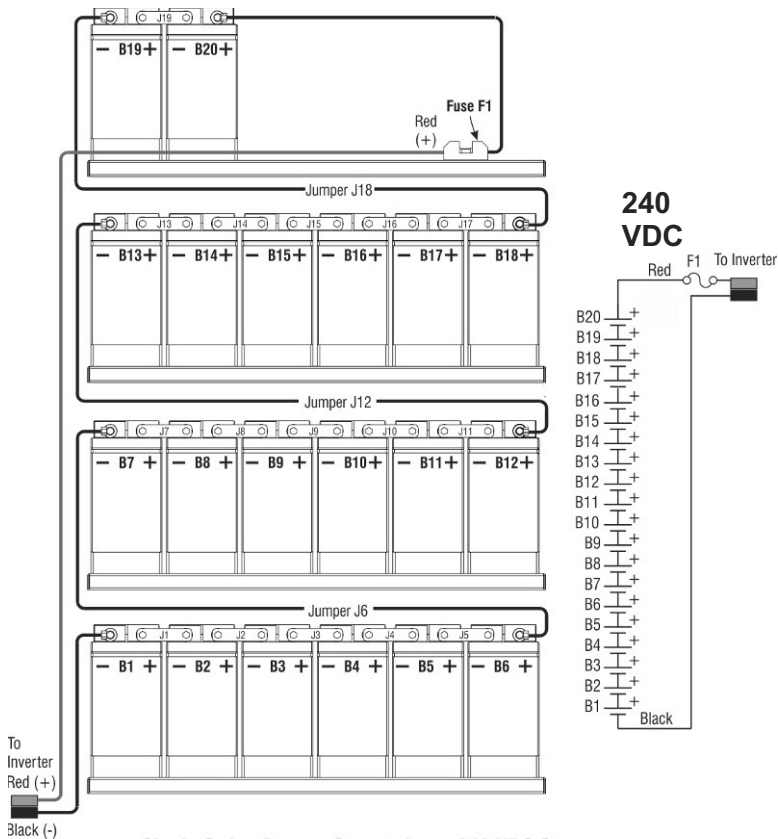 J19
− B19 + − B20 +
Fuse F1
Red
(+)
Jumper J18
J13 J14 J15 J16 J17
− B13 + − B14 + − B15 + − B16 + − B17 + − B18 +
Jumper J12
J7 J8 J9 J10 J11
− B7 + − B8 + − B9 + − B10 + − B11 + − B12 +
Jumper J6
J1 J2 J3 J4 J5
− B1 + − B2 + − B3 + − B4 + − B5 + − B6 +
To
Inverter
Red (+)
Black (-)
240
VDC
Red F1 To Inverter
B20 +
B19 +
B18 +
B17 +
B16 +
B15 +
B14 +
B13 +
B12 +
B11 +
B10 +
B9 +
B8 +
B7 +
B6 +
B5 +
B4 +
B3 +
B2 +
B1 +
Black